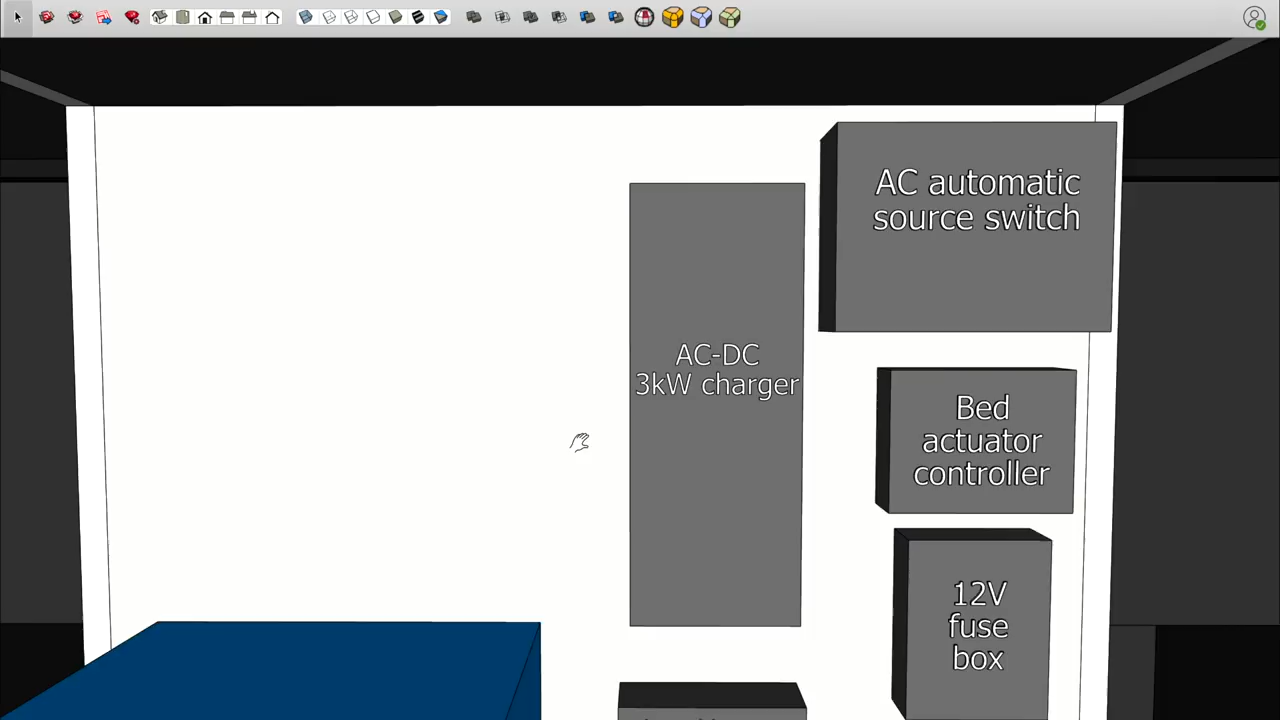 AC automatic
source switch
AC-DC
3kW charger
Bed
actuator
controller
12V
fuse
box